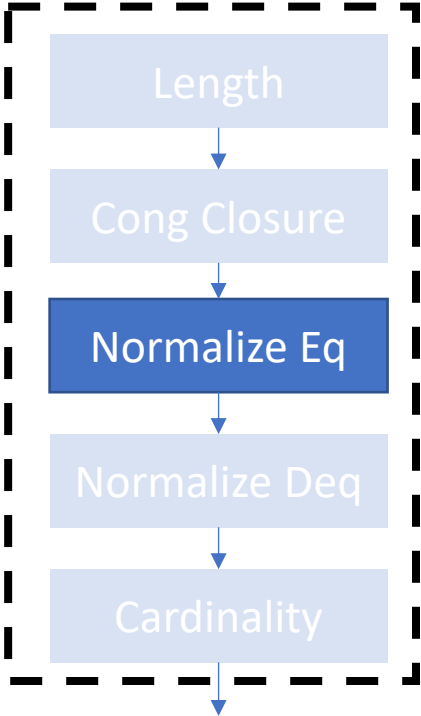 Length
Cong Closure
Normalize Eq
Normalize Deq
Cardinality